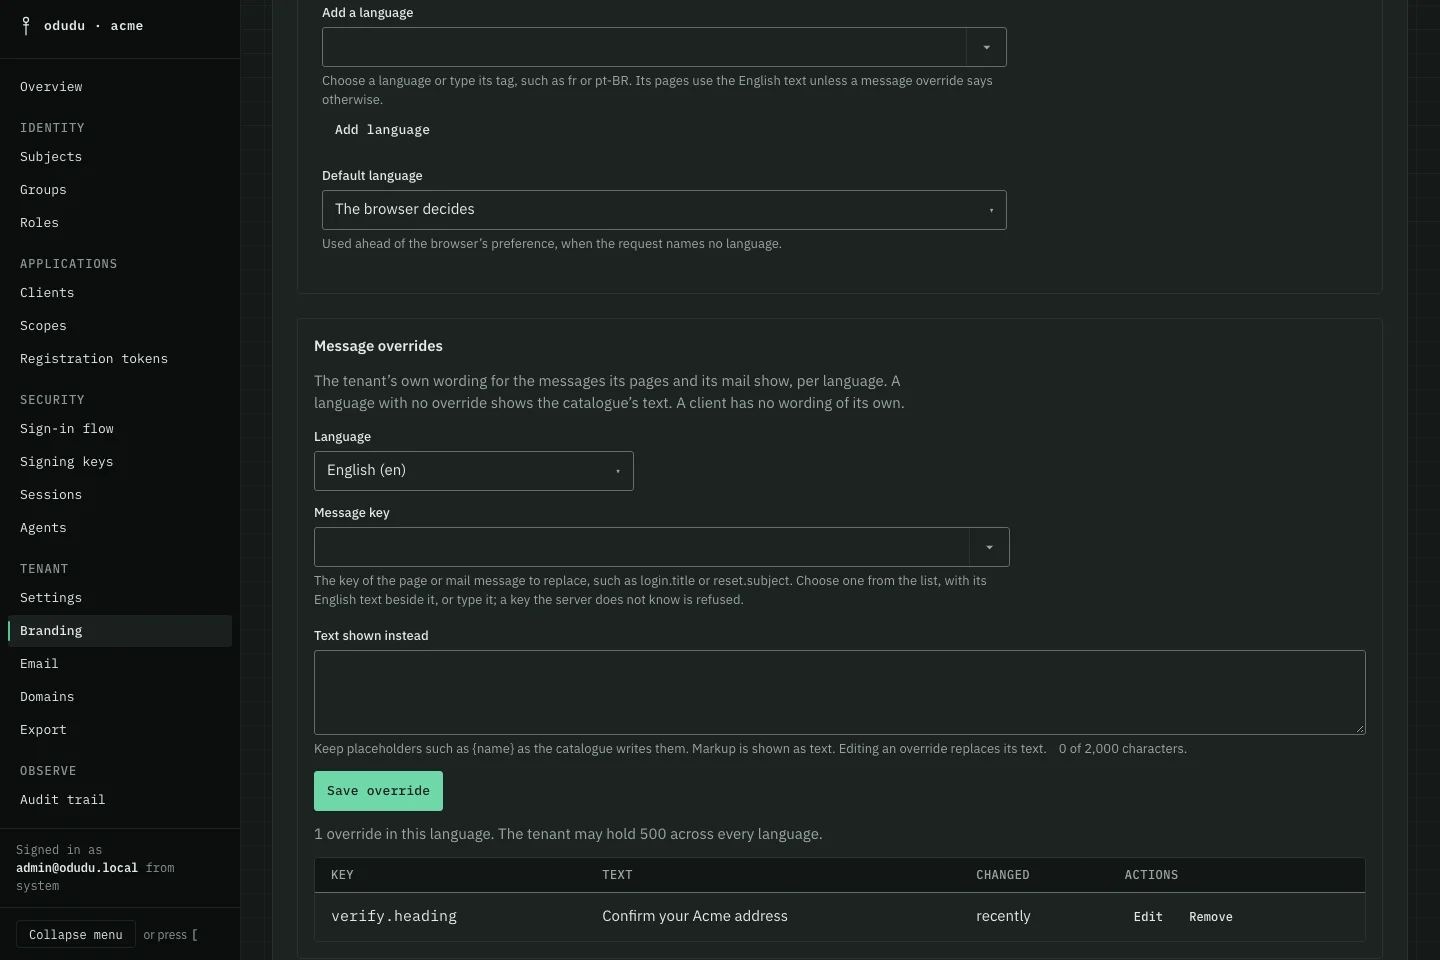 odudu · acme
Overview
IDENTITY
Subjects
Groups
Roles
APPLICATIONS
Clients
Scopes
Registration tokens
SECURITY
Sign-in flow
Signing keys
Sessions
Agents
TENANT
Settings
Branding
Email
Domains
Export
OBSERVE
Audit trail
Signed in as
admin@odudu.local from
system
Collapse menu or press [
Add a language
Choose a language or type its tag, such as fr or pt-BR. Its pages use the English text unless a message override says
otherwise.
Add language
Default language
The browser decides
Used ahead of the browser’s preference, when the request names no language.
Message overrides
The tenant’s own wording for the messages its pages and its mail show, per language. A
language with no override shows the catalogue’s text. A client has no wording of its own.
Language
English (en)
Message key
The key of the page or mail message to replace, such as login.title or reset.subject. Choose one from the list, with its
English text beside it, or type it; a key the server does not know is refused.
Text shown instead
Keep placeholders such as {name} as the catalogue writes them. Markup is shown as text. Editing an override replaces its text. 0 of 2,000 characters.
Save override
1 override in this language. The tenant may hold 500 across every language.
KEY TEXT CHANGED ACTIONS
verify.heading Confirm your Acme address recently Edit Remove